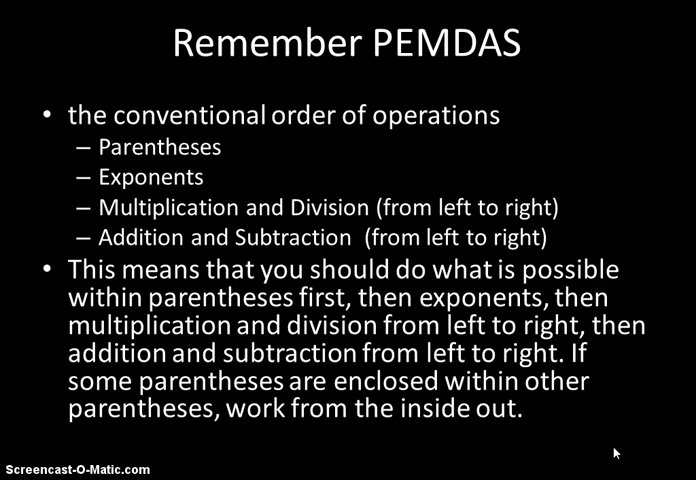 Remember PEMDAS
• the conventional order of operations
– Parentheses
– Exponents
– Multiplication and Division (from left to right)
– Addition and Subtraction (from left to right)
• This means that you should do what is possible
within parentheses first, then exponents, then
multiplication and division from left to right, then
addition and subtraction from left to right. If
some parentheses are enclosed within other
parentheses, work from the inside out.
Screencast-O-Matic.com